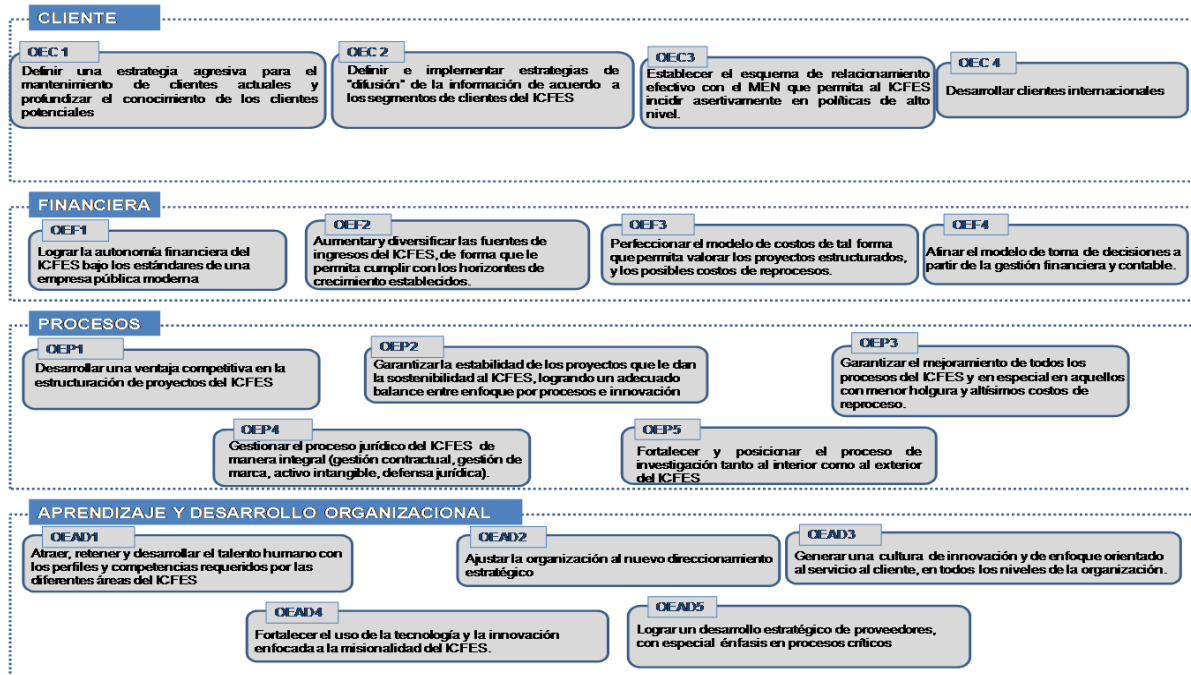 CLIENTE
OEC 1
Definir una estrategia agresiva para el
mantenimiento de clientes actuales y
profundizar el conocimiento de los clientes
potenciales
OEC 2
Definir e implementar estrategias de
"difusión" de la información de acuerdo a
los segmentos de clientes del ICFES
OEC3
Establecer el esquema de relacionamiento
efectivo con el MEN que permita al ICFES
incidir asertivamente en políticas de alto
nivel.
OEC 4
Desarrollar clientes internacionales
FINANCIERA
OEF1
Lograr la autonomía financiera del
ICFES bajo los estándares de una
empresa pública moderna
OEF2
Aumentar y diversificar las fuentes de
ingresos del ICFES, de forma que le
permita cumplir con los horizontes de
crecimiento establecidos.
OEF3
Perfeccionar el modelo de costos de tal forma
que permita valorar los proyectos estructurados,
y los posibles costos de reprocesos.
OEF4
Afinar el modelo de toma de decisiones a
partir de la gestión financiera y contable.
PROCESOS
OEP1
Desarrollar una ventaja competitiva en la
estructuración de proyectos del ICFES
OEP2
Garantizar la estabilidad de los proyectos que le dan
la sostenibilidad al ICFES, logrando un adecuado
balance entre enfoque por procesos e innovación
OEP3
Garantizar el mejoramiento de todos los
procesos del ICFES y en especial en aquellos
con menor holgura y altísimos costos de
reproceso.
OEP4
Gestionar el proceso jurídico del ICFES de
manera integral (gestión contractual, gestión de
marca, activo intangible, defensa jurídica).
OEP5
Fortalecer y posicionar el proceso de
investigación tanto al interior como al exterior
del ICFES
APRENDIZAJE Y DESARROLLO ORGANIZACIONAL
OEAD1
Atraer, retener y desarrollar el talento humano con
los perfiles y competencias requeridos por las
diferentes áreas del ICFES
OEAD2
Ajustar la organización al nuevo direccionamiento
estratégico
OEAD3
Generar una cultura de innovación y de enfoque orientado
al servicio al cliente, en todos los niveles de la organización.
OEAD4
Fortalecer el uso de la tecnología y la innovación
enfocada a la misionalidad del ICFES.
OEAD5
Lograr un desarrollo estratégico de proveedores,
con especial énfasis en procesos críticos